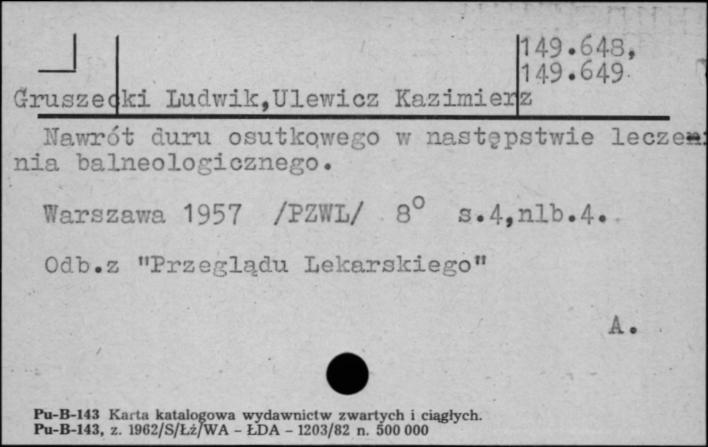 149.648,
149.649.
Gruszecki Ludwik,Ulewicz Kazimierz
Nawrót duru osutkowego w następstwie lecze
nia balneologicznego.
Warszawa 1957 /PZWL/ 8° s.4,nlb.4.
Odb.z "Przeglądu Lekarskiego"
A.
Pu-B-143 Karta katalogowa wydawnictw zwartych i ciągłych.
Pu-B-143, z. 1962/S/Łż/WA - ŁDA - 1203/82 n. 500 000